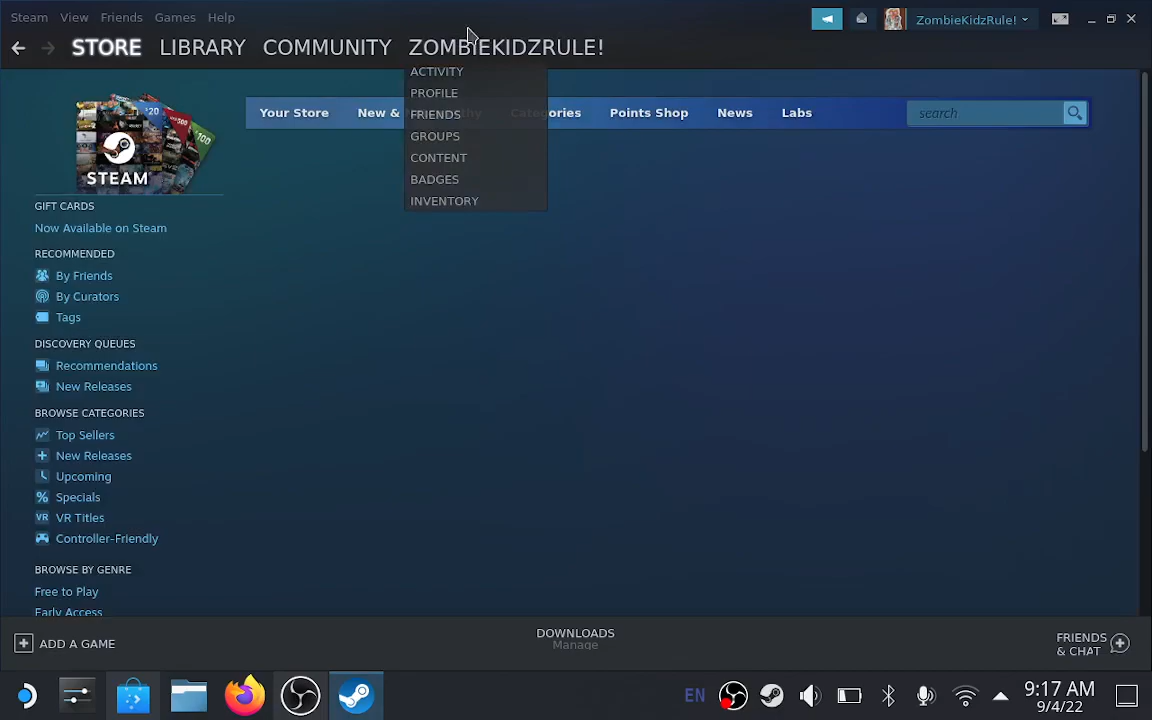 Steam View Friends Games Help
ZombieKidzRule!
STORE LIBRARY COMMUNITY ZOMBIEKIDZRULE!
ACTIVITY
PROFILE
FRIENDS
GROUPS
CONTENT
BADGES
INVENTORY
Your Store New & Categories Points Shop News Labs
search
$20
$100
STEAM
GIFT CARDS
Now Available on Steam
RECOMMENDED
By Friends
By Curators
Tags
DISCOVERY QUEUES
Recommendations
New Releases
BROWSE CATEGORIES
Top Sellers
New Releases
Upcoming
% Specials
VR VR Titles
Controller-Friendly
BROWSE BY GENRE
Free to Play
Early Access
+ ADD A GAME
DOWNLOADS
Manage
FRIENDS
& CHAT +
EN
9:17 AM
9/4/22